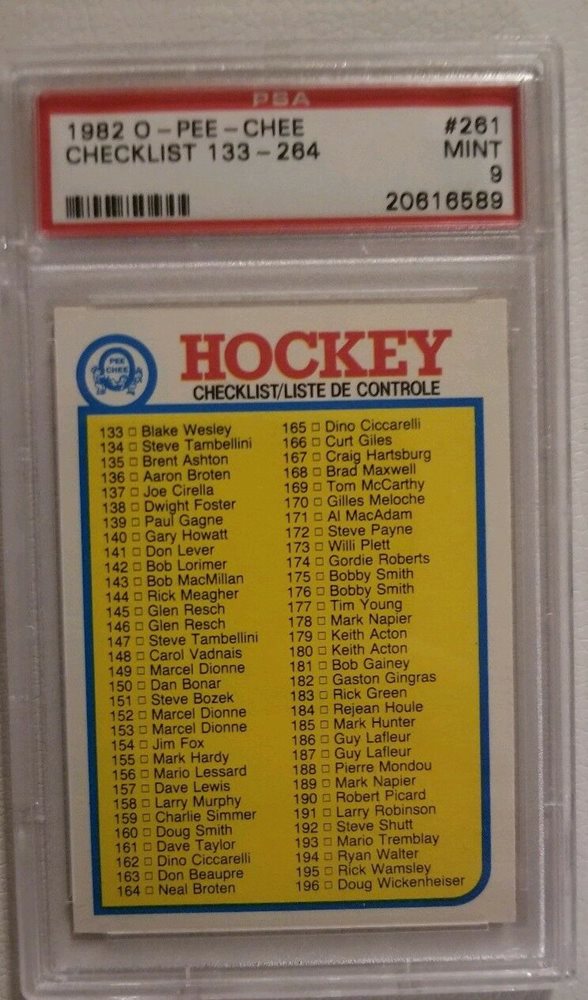 PSA
1982 O-PEE-CHEE #261
CHECKLIST 133-264 MINT
9
20616589
O
PEE
CHEE
HOCKEY
CHECKLIST/LISTE DE CONTROLE
133 □ Blake Wesley
134 □ Steve Tambellini
135 □ Brent Ashton
136 □ Aaron Broten
137 □ Joe Cirella
138 □ Dwight Foster
139 □ Paul Gagne
140 □ Gary Howatt
141 □ Don Lever
142 □ Bob Lorimer
143 □ Bob MacMillan
144 □ Rick Meagher
145 □ Glen Resch
146 □ Glen Resch
147 □ Steve Tambellini
148 □ Carol Vadnais
149 □ Marcel Dionne
150 □ Dan Bonar
151 □ Steve Bozek
152 □ Marcel Dionne
153 □ Marcel Dionne
154 □ Jim Fox
155 □ Mark Hardy
156 □ Mario Lessard
157 □ Dave Lewis
158 □ Larry Murphy
159 □ Charlie Simmer
160 □ Doug Smith
161 □ Dave Taylor
162 □ Dino Ciccarelli
163 □ Don Beaupre
164 □ Neal Broten
165 □ Dino Ciccarelli
166 □ Curt Giles
167 □ Craig Hartsburg
168 □ Brad Maxwell
169 □ Tom McCarthy
170 □ Gilles Meloche
171 □ Al MacAdam
172 □ Steve Payne
173 □ Willi Plett
174 □ Gordie Roberts
175 □ Bobby Smith
176 □ Bobby Smith
177 □ Tim Young
178 □ Mark Napier
179 □ Keith Acton
180 □ Keith Acton
181 □ Bob Gainey
182 □ Gaston Gingras
183 □ Rick Green
184 □ Rejean Houle
185 □ Mark Hunter
186 □ Guy Lafleur
187 □ Guy Lafleur
188 □ Pierre Mondou
189 □ Mark Napier
190 □ Robert Picard
191 □ Larry Robinson
192 □ Steve Shutt
193 □ Mario Tremblay
194 □ Ryan Walter
195 □ Rick Wamsley
196 □ Doug Wickenheiser